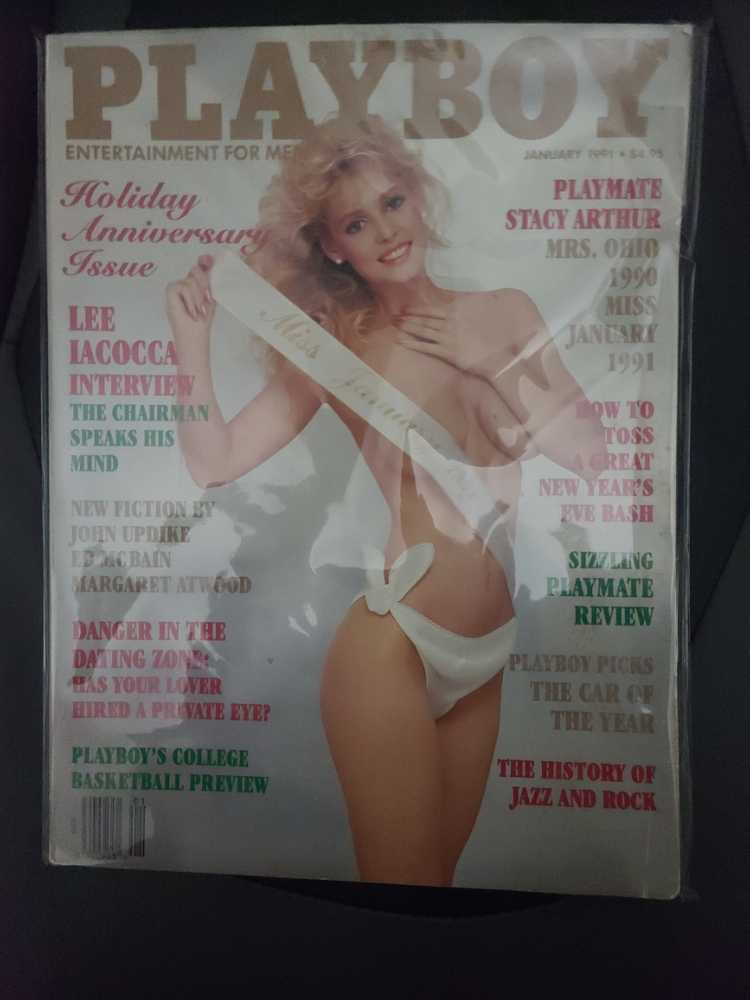 PLAYBOY
ENTERTAINMENT FOR ME
JANUARY 1991 • $4.95
Holiday
Anniversary
Issue
LEE
IACOCCA
INTERVIEW
THE CHAIRMAN
SPEAKS HIS
MIND
NEW FICTION BY
JOHN UPDIKE
ED MCBAIN
MARGARET ATWOOD
DANGER IN THE
DATING ZONE:
HAS YOUR LOVER
HIRED A PRIVATE EYE?
PLAYBOY'S COLLEGE
BASKETBALL PREVIEW
Miss January
PLAYMATE
STACY ARTHUR
MRS. OHIO
1990
MISS
JANUARY
1991
HOW TO
TOSS
A GREAT
NEW YEAR'S
EVE BASH
SIZZLING
PLAYMATE
REVIEW
PLAYBOY PICKS
THE CAR OF
THE YEAR
THE HISTORY OF
JAZZ AND ROCK